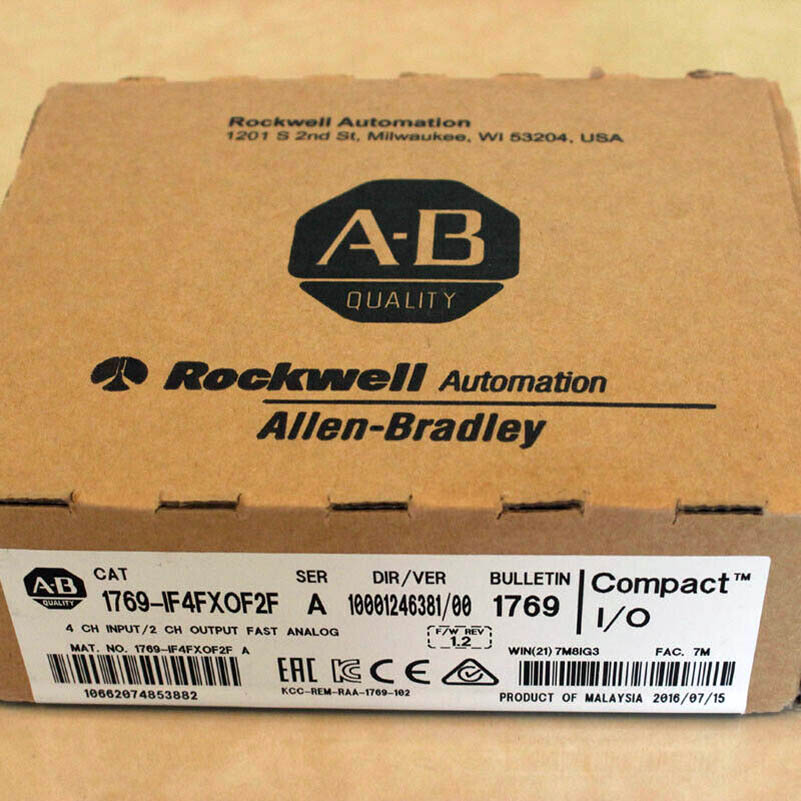 Rockwell Automation
1201 S 2nd St, Milwaukee, WI 53204, USA
A-B
QUALITY
Rockwell Automation
Allen-Bradley
A-B
QUALITY
CAT
1769-IF4FXOF2F
SER
A
DIR/VER
10001246381/00
BULLETIN
1769
Compact™
I/O
4 CH INPUT/2 CH OUTPUT FAST ANALOG
F/W REV
1.2
MAT. NO. 1769-IF4FXOF2F A
WIN(21) 7M8IG3
FAC. 7M
10662074853882
EAC
CE
KCC-REM-RAA-1769-102
PRODUCT OF MALAYSIA 2016/07/15